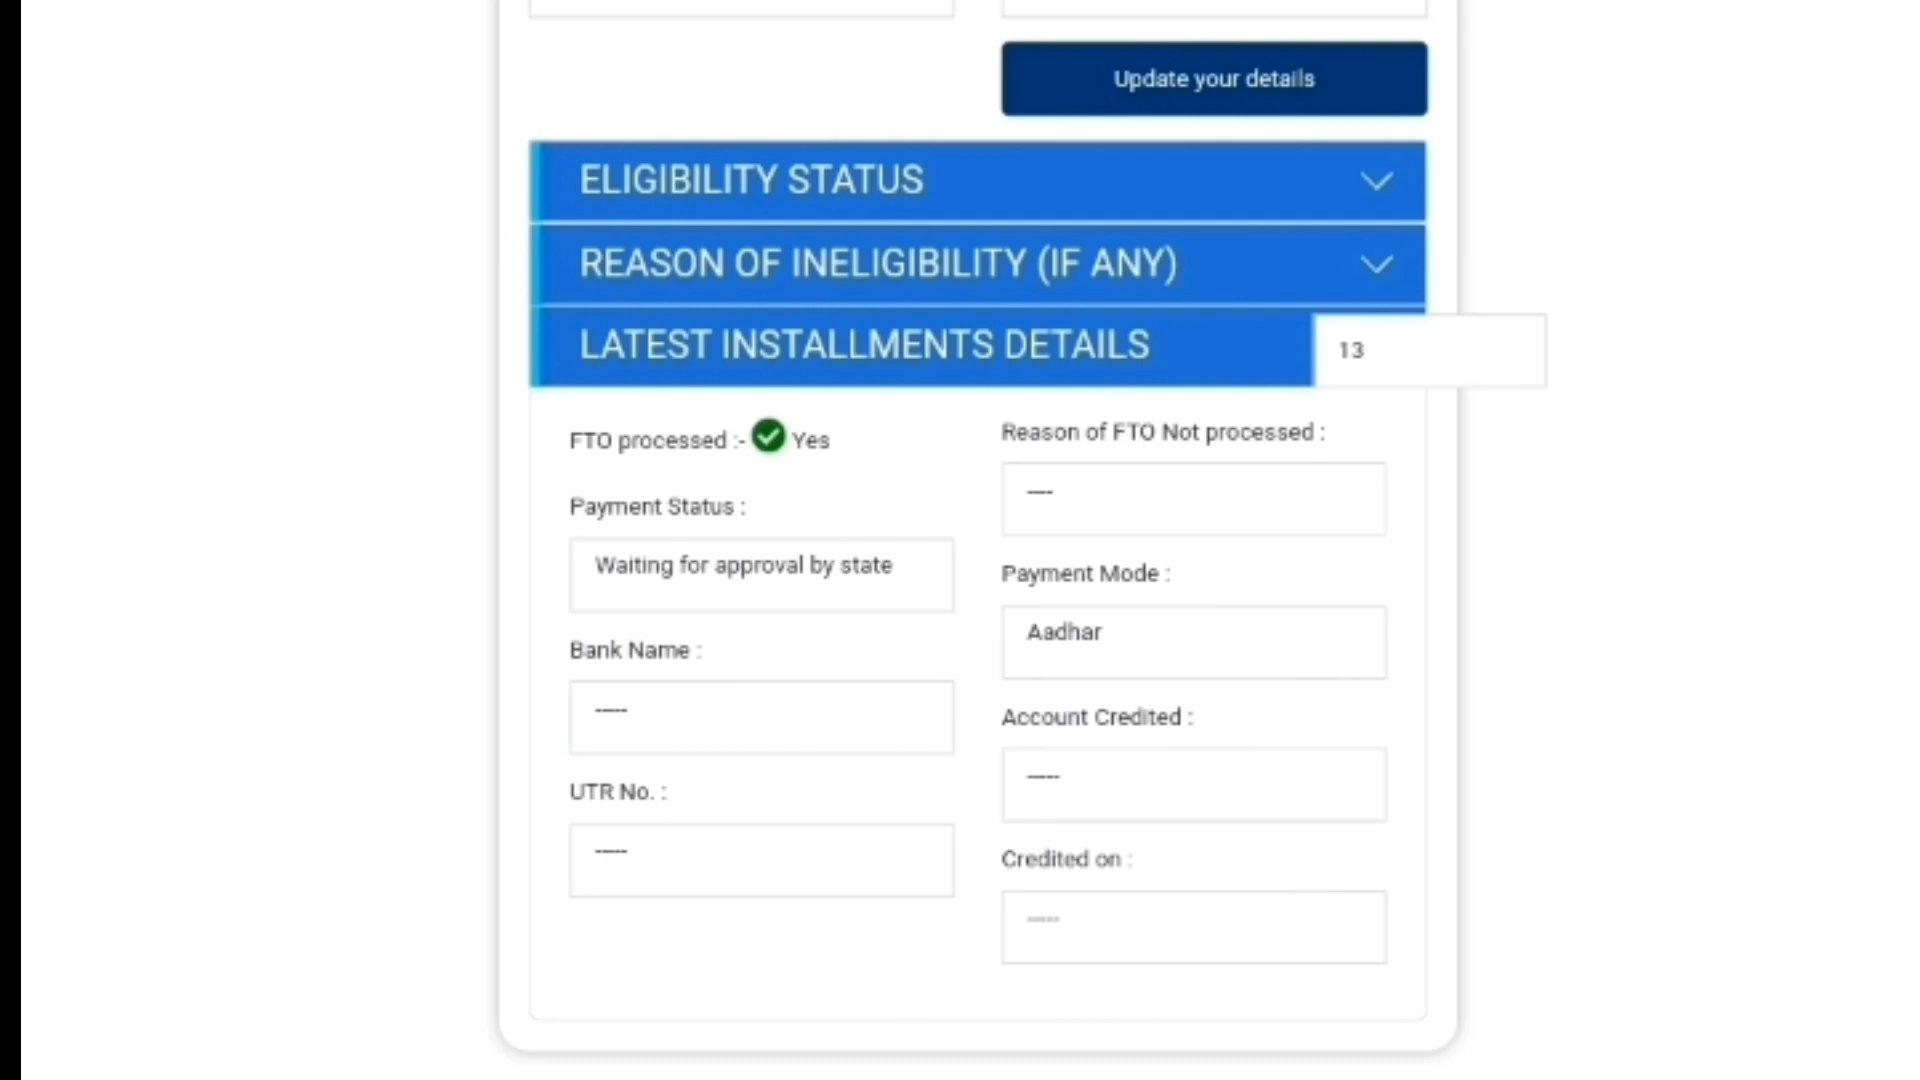 Update your details
ELIGIBILITY STATUS
REASON OF INELIGIBILITY (IF ANY)
LATEST INSTALLMENTS DETAILS
13
FTO processed :- Yes
Reason of FTO Not processed :
----
Payment Status :
Waiting for approval by state
Payment Mode :
Aadhar
Bank Name :
-----
Account Credited :
-----
UTR No. :
-----
Credited on :
-----